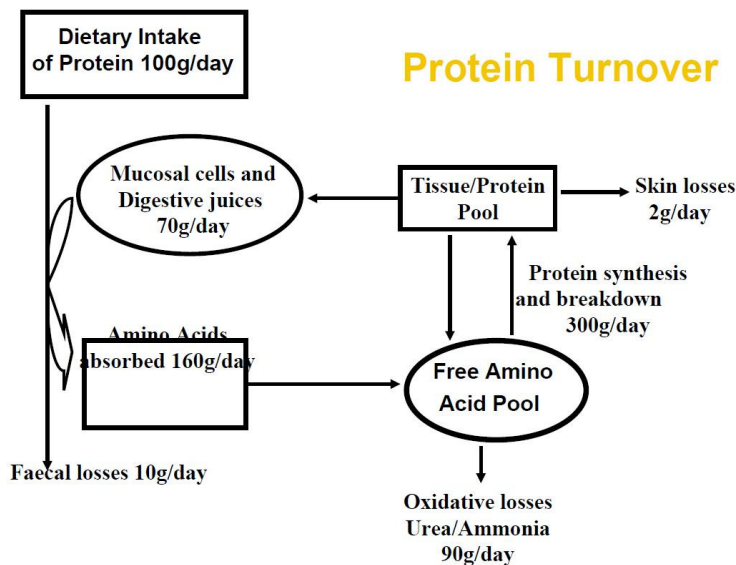 Dietary Intake
of Protein 100g/day
Protein Turnover
Mucosal cells and
Digestive juices
70g/day
Tissue/Protein
Pool
Skin losses
2g/day
Protein synthesis
and breakdown
300g/day
Amino Acids
absorbed 160g/day
Free Amino
Acid Pool
Faecal losses 10g/day
Oxidative losses
Urea/Ammonia
90g/day